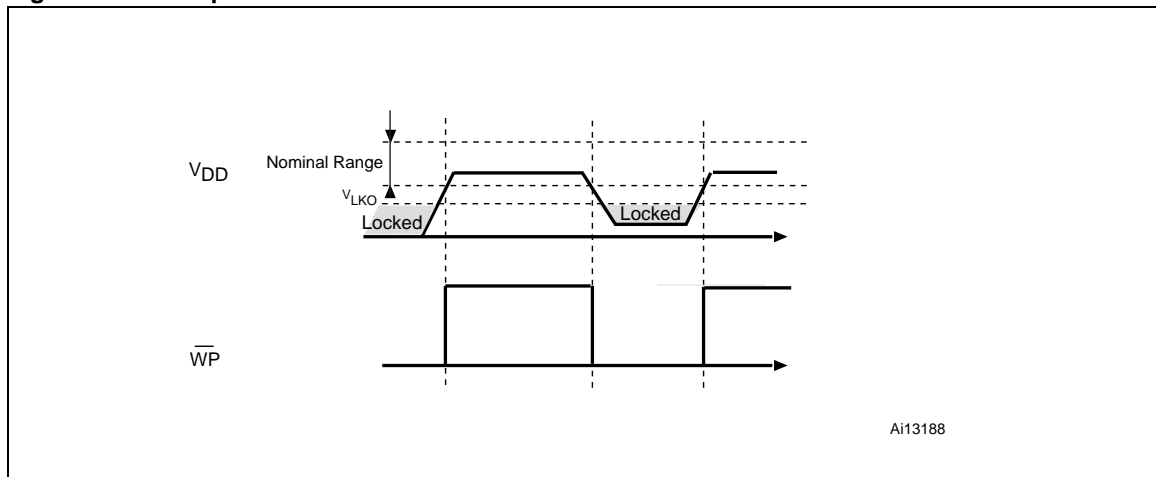 Nominal Range
VDD
VLKO
Locked
Locked
WP
Ai13188